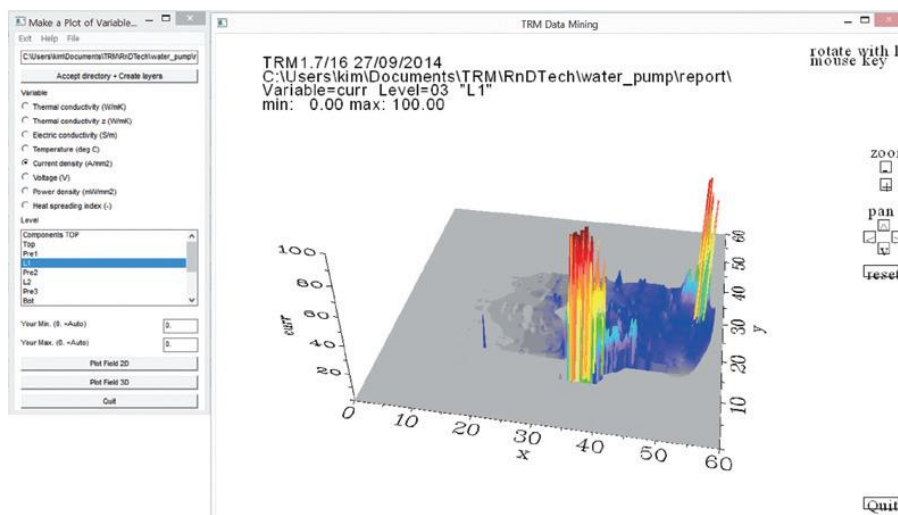 Make a Plot of Variable...
Exit Help File
C:\Users\kim\Documents\TRM\RnDTech\water_pump\r
Accept directory + Create layers
Variable
Thermal conductivity (W/mK)
Thermal conductivity z (W/mK)
Electric conductivity (S/m)
Temperature (deg C)
Current density (A/mm2)
Voltage (V)
Power density (mW/mm2)
Heat spreading index (-)
Level
Components TOP
Top
Pre1
L1
Pre2
L2
Pre3
Bot
Your Min. (0. =Auto)
0.
Your Max. (0. =Auto)
0.
Plot Field 2D
Plot Field 3D
Quit
TRM Data Mining
TRM1.7/16 27/09/2014
C:\Users\kim\Documents\TRM\RnDTech\water_pump\report\
Variable=curr Level=03 "L1"
min: 0.00 max: 100.00
rotate with
mouse key
zoo
-
+
pan
reset
Quit
100
80
60
40
20
curr
0
10
20
30
40
50
60
x
10
20
30
40
50
60
y